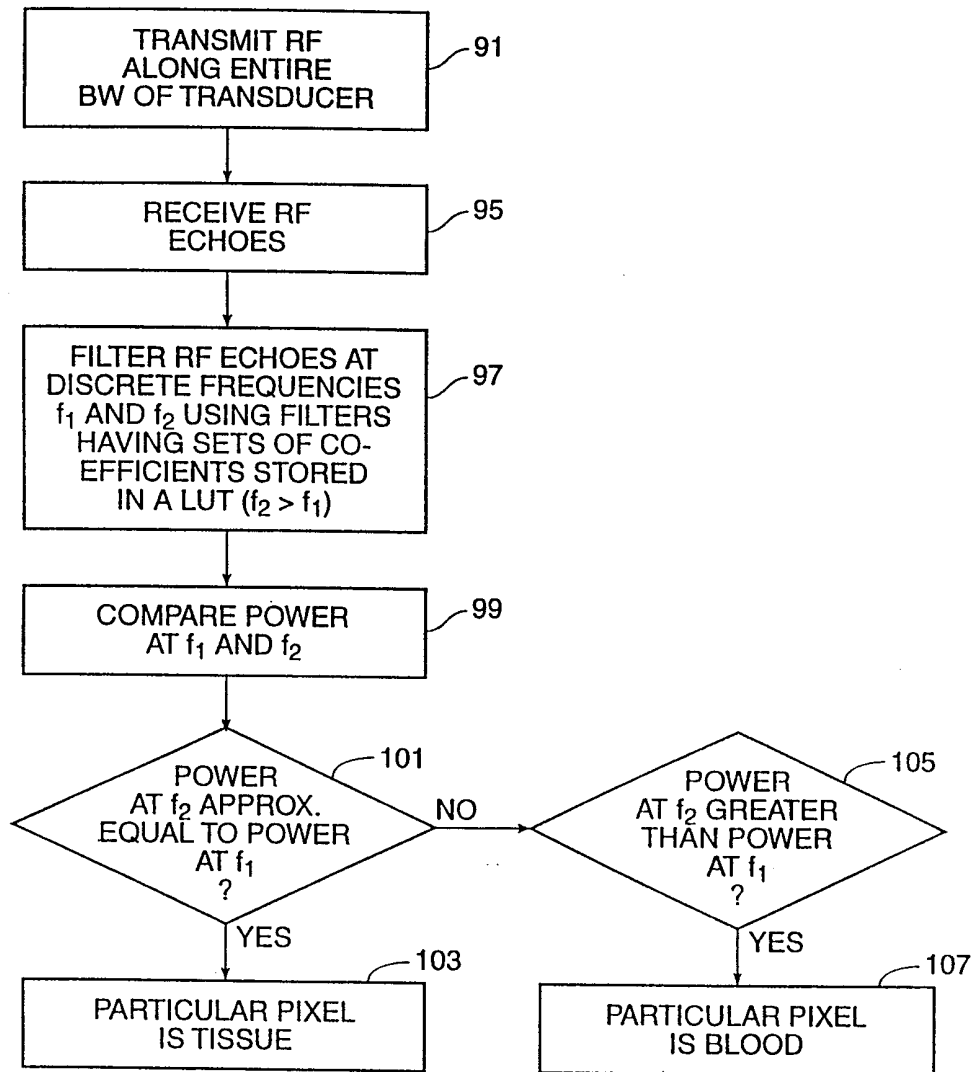 TRANSMIT RF
ALONG ENTIRE
BW OF TRANSDUCER
91
RECEIVE RF
ECHOES
95
FILTER RF ECHOES AT
DISCRETE FREQUENCIES
f₁ AND f₂ USING FILTERS
HAVING SETS OF CO-
EFFICIENTS STORED
IN A LUT (f₂ > f₁)
97
COMPARE POWER
AT f₁ AND f₂
99
POWER
AT f₂ APPROX.
EQUAL TO POWER
AT f₁
?
101
NO
POWER
AT f₂ GREATER
THAN POWER
AT f₁
?
105
YES
YES
PARTICULAR PIXEL
IS TISSUE
103
PARTICULAR PIXEL
IS BLOOD
107